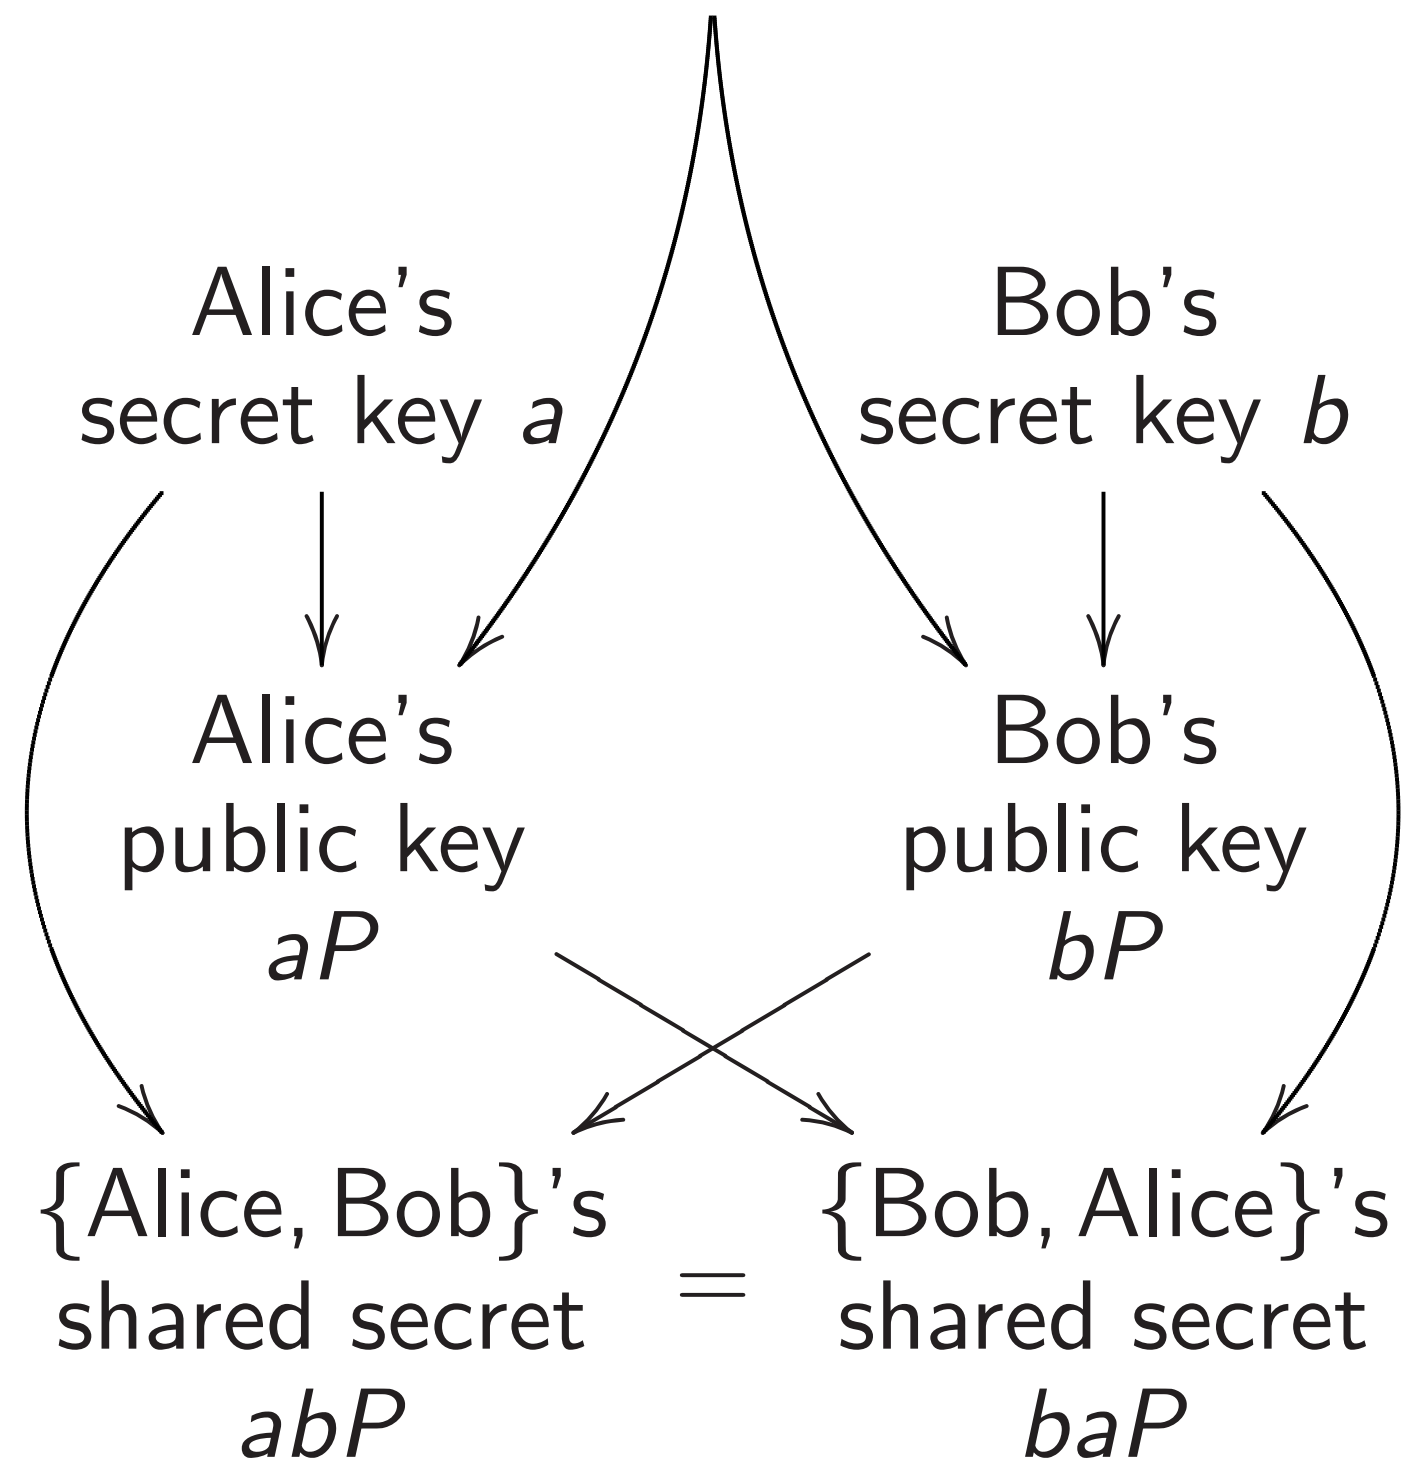 Alice's
secret key a
Bob's
secret key b
Alice's
public key
aP
Bob's
public key
bP
{Alice, Bob}'s
shared secret
abP
=
{Bob, Alice}'s
shared secret
baP